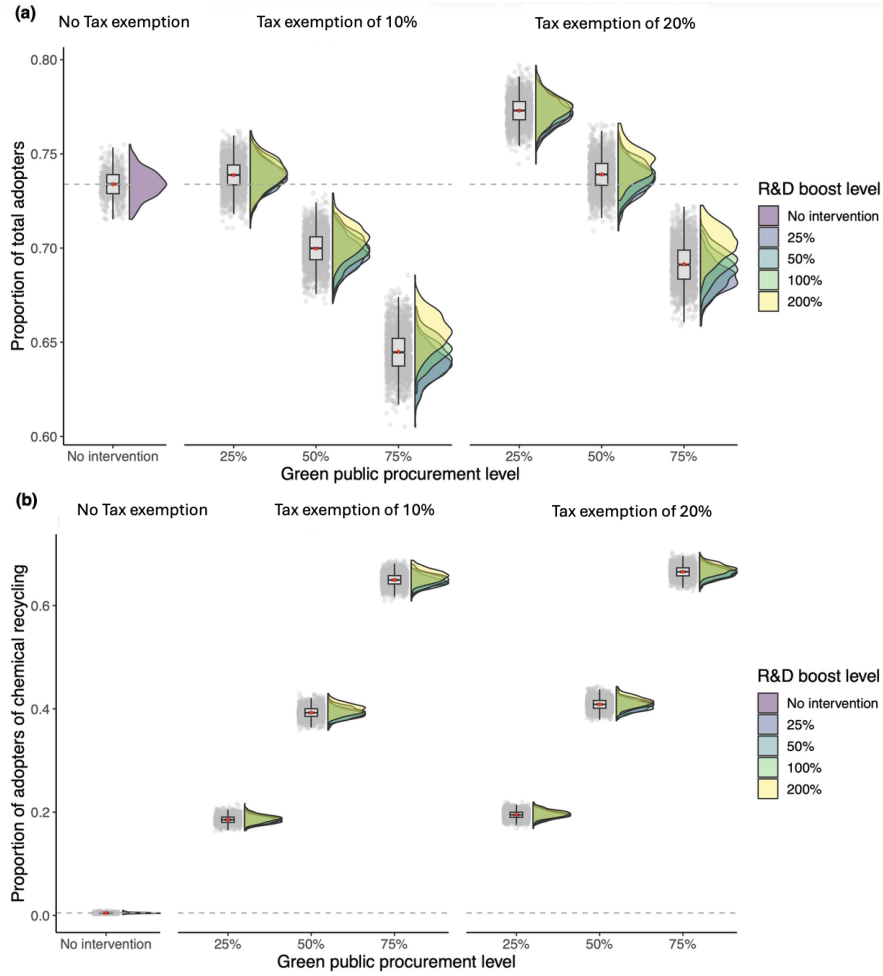 (a)
No Tax exemption Tax exemption of 10% Tax exemption of 20%
Proportion of total adopters
0.80
0.75
0.70
0.65
0.60
No intervention 25% 50% 75% 25% 50% 75%
Green public procurement level
R&D boost level
No intervention
25%
50%
100%
200%
(b)
No Tax exemption Tax exemption of 10% Tax exemption of 20%
Proportion of adopters of chemical recycling
0.6
0.4
0.2
0.0
No intervention 25% 50% 75% 25% 50% 75%
Green public procurement level
R&D boost level
No intervention
25%
50%
100%
200%